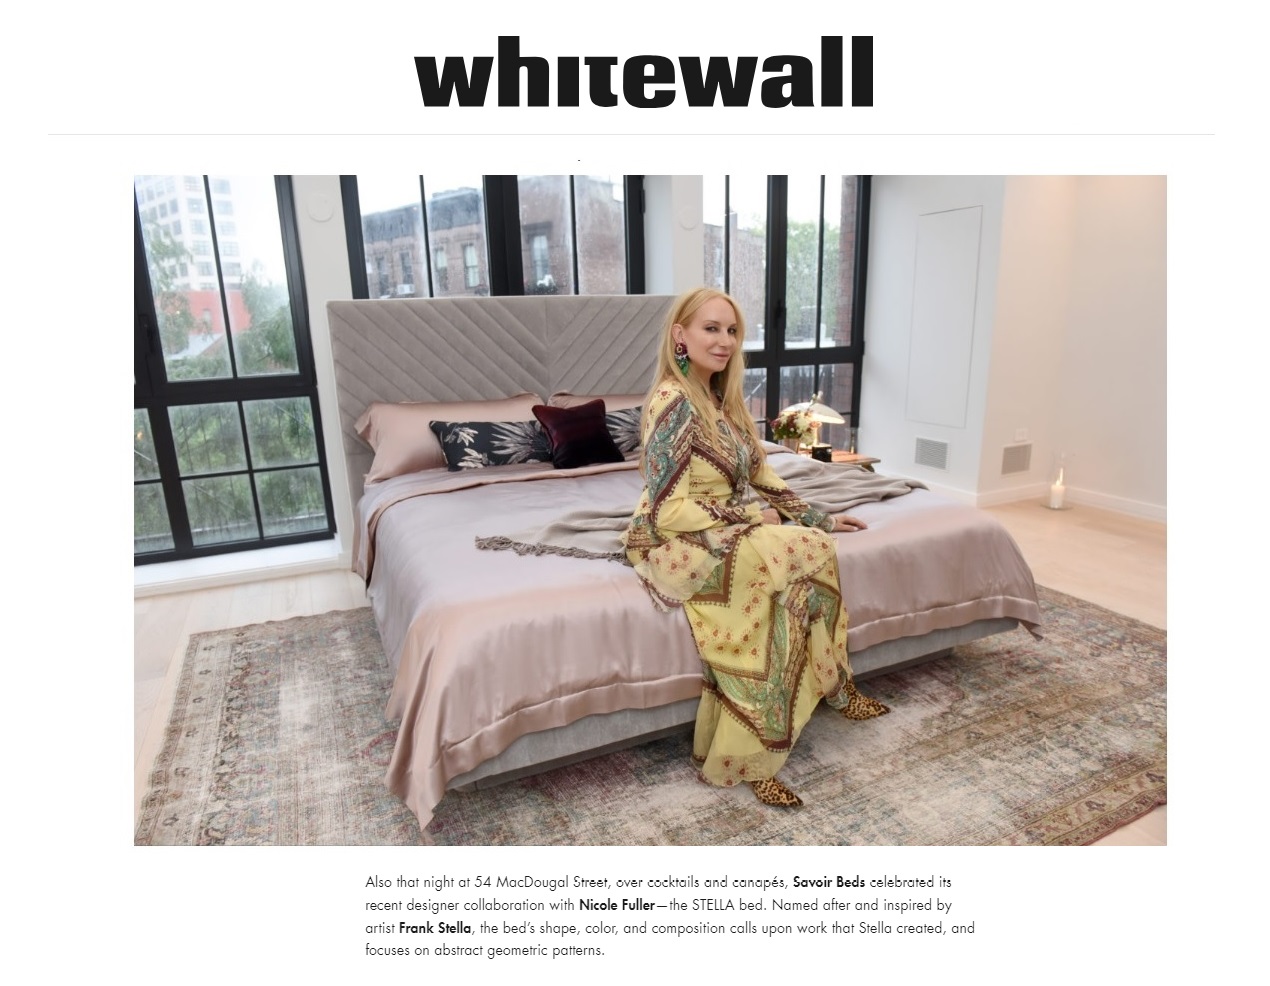 whitewall
Also that night at 54 MacDougal Street, over cocktails and canapés, Savoir Beds celebrated its
recent designer collaboration with Nicole Fuller—the STELLA bed. Named after and inspired by
artist Frank Stella, the bed’s shape, color, and composition calls upon work that Stella created, and
focuses on abstract geometric patterns.